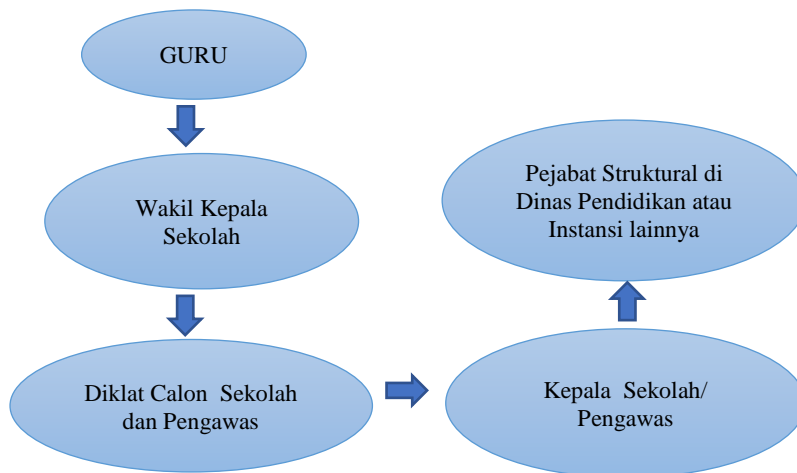 GURU
Wakil Kepala
Sekolah
Diklat Calon Sekolah
dan Pengawas
Kepala Sekolah/
Pengawas
Pejabat Struktural di
Dinas Pendidikan atau
Instansi lainnya